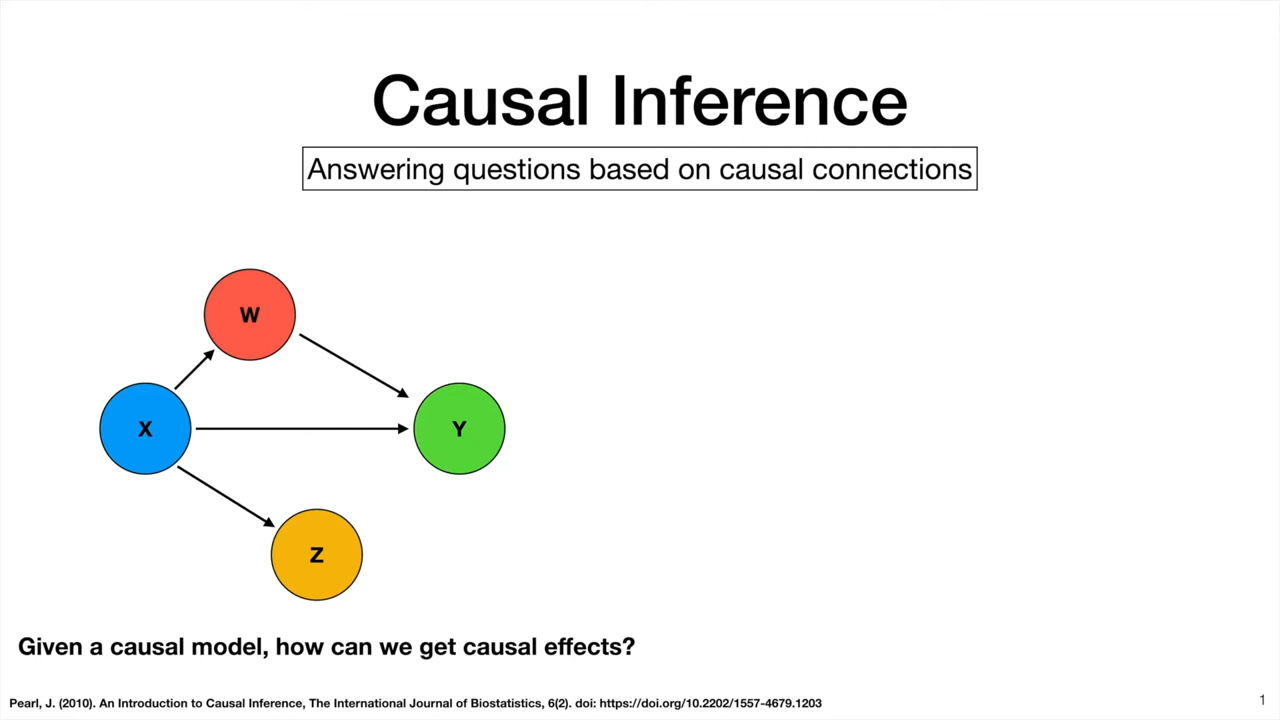 Causal Inference
Answering questions based on causal connections
W
X
Y
Z
Given a causal model, how can we get causal effects?
Pearl, J. (2010). An Introduction to Causal Inference, The International Journal of Biostatistics, 6(2). doi: https://doi.org/10.2202/1557-4679.1203
1